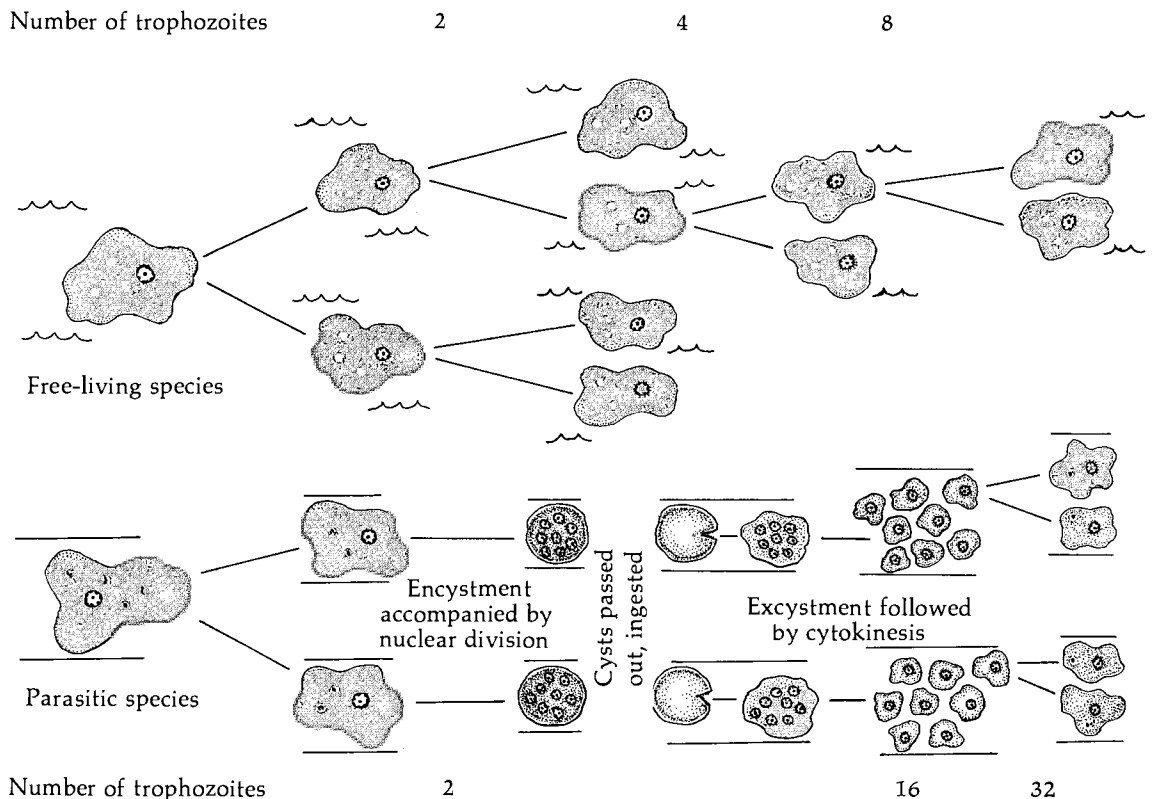 Number of trophozoites 2 4 8
Free-living species
Encystment
accompanied by
nuclear division
Cysts passed
out, ingested
Excystment followed
by cytokinesis
Parasitic species
Number of trophozoites 2 16 32